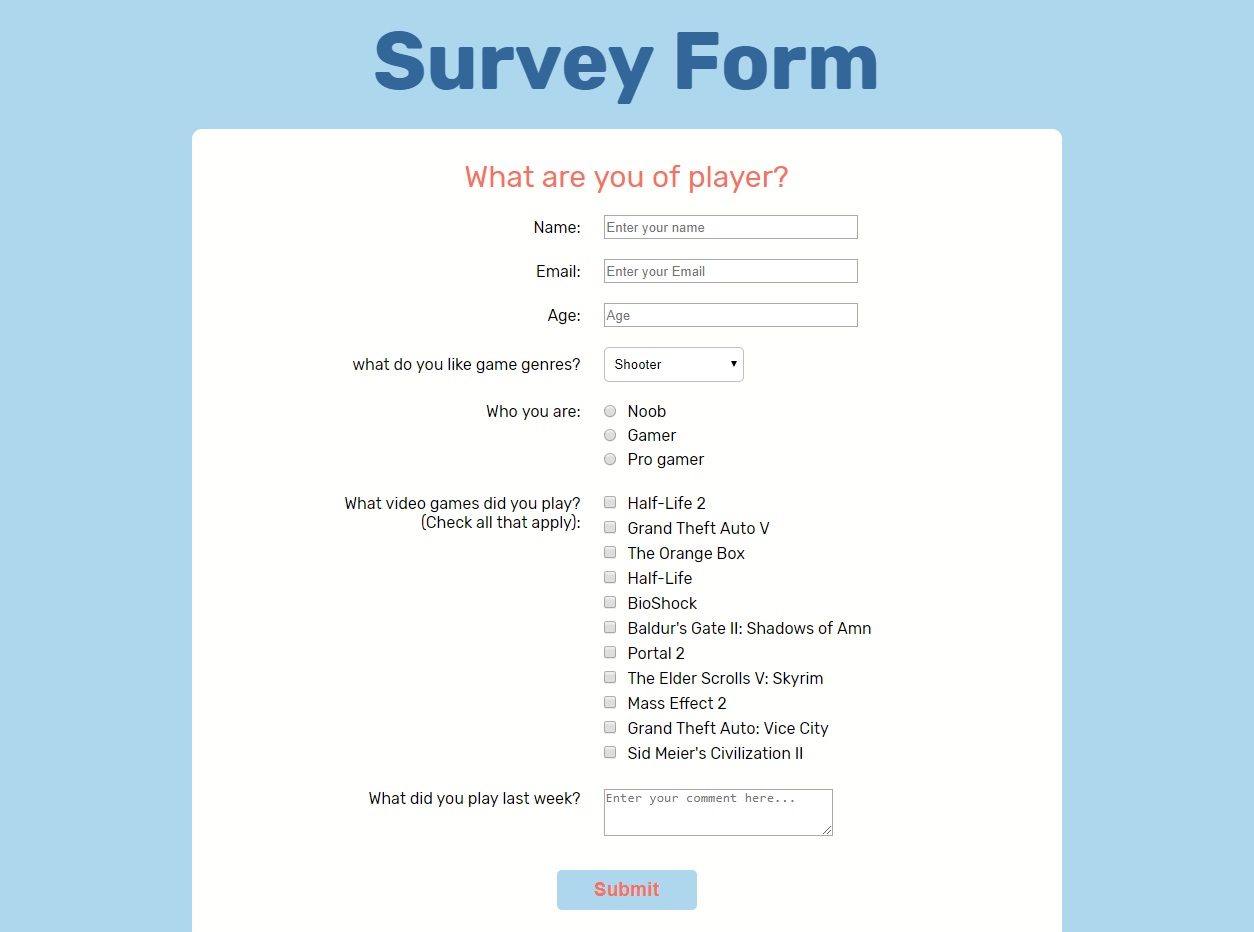 Survey Form
What are you of player?
Name:
Enter your name
Email:
Enter your Email
Age:
Age
what do you like game genres?
Shooter
Who you are:
Noob
Gamer
Pro gamer
What video games did you play?
(Check all that apply):
Half-Life 2
Grand Theft Auto V
The Orange Box
Half-Life
BioShock
Baldur's Gate II: Shadows of Amn
Portal 2
The Elder Scrolls V: Skyrim
Mass Effect 2
Grand Theft Auto: Vice City
Sid Meier's Civilization II
What did you play last week?
Enter your comment here...
Submit